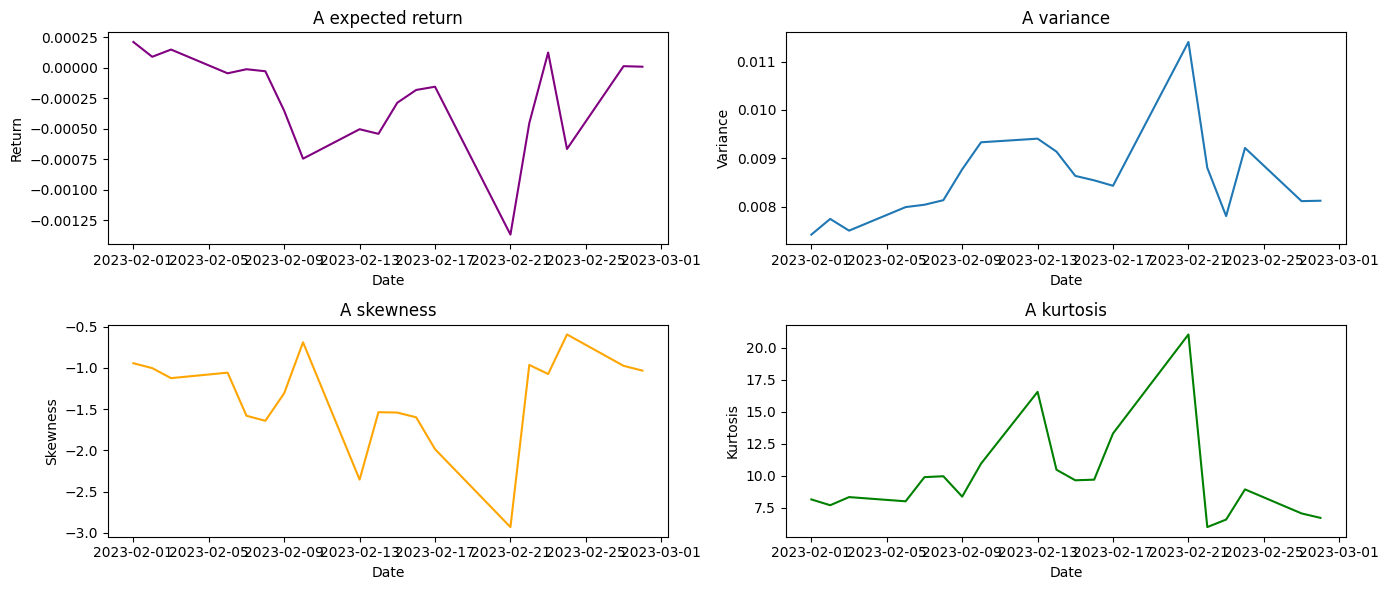 A expected return
0.00025
0.00000
−0.00025
−0.00050
−0.00075
−0.00100
−0.00125
Return
2023-02-01 2023-02-05 2023-02-09 2023-02-13 2023-02-17 2023-02-21 2023-02-25 2023-03-01
Date
A variance
0.011
0.010
0.009
0.008
Variance
2023-02-01 2023-02-05 2023-02-09 2023-02-13 2023-02-17 2023-02-21 2023-02-25 2023-03-01
Date
A skewness
−0.5
−1.0
−1.5
−2.0
−2.5
−3.0
Skewness
2023-02-01 2023-02-05 2023-02-09 2023-02-13 2023-02-17 2023-02-21 2023-02-25 2023-03-01
Date
A kurtosis
20.0
17.5
15.0
12.5
10.0
7.5
Kurtosis
2023-02-01 2023-02-05 2023-02-09 2023-02-13 2023-02-17 2023-02-21 2023-02-25 2023-03-01
Date